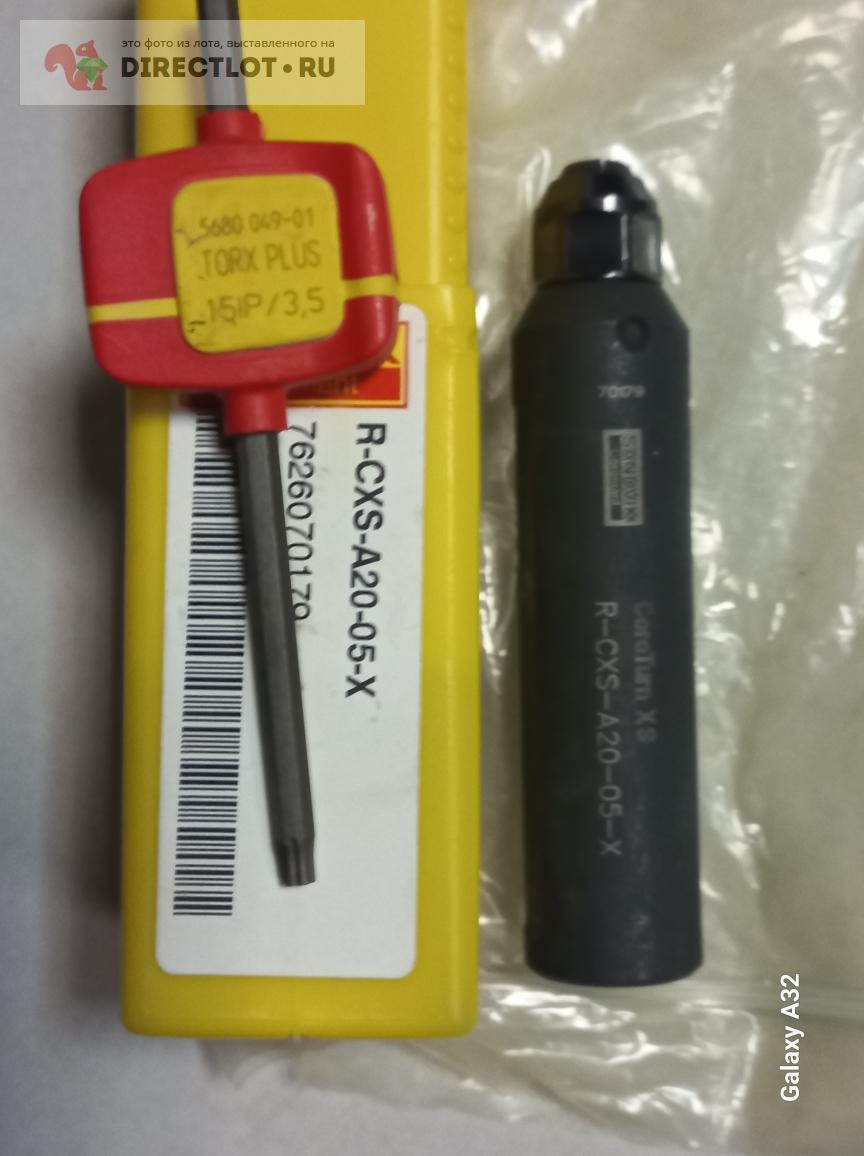 это фото из лота, выставленного на
DIRECTLOT•RU
5680 049-01
TORX PLUS
15IP/3,5
R-CXS-A20-05-X
7626070179
7009
SANDVIK
CoroTurn XS
R-CXS-A20-05-X
Galaxy A32